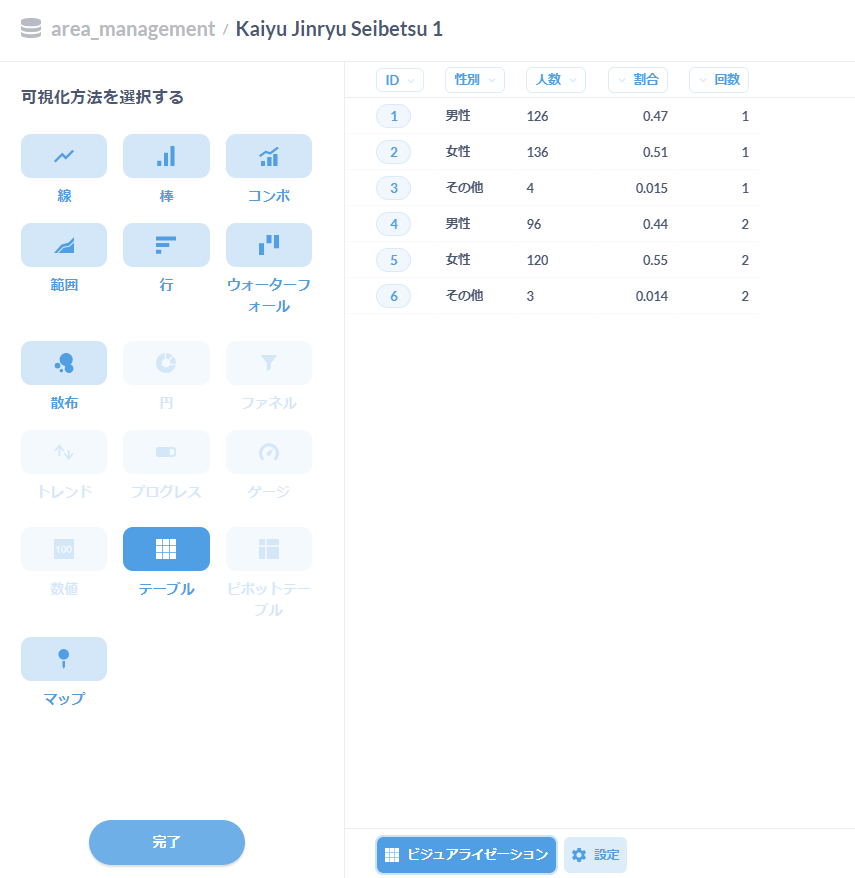 area_management / Kaiyu Jinryu Seibetsu 1
可視化方法を選択する
線 棒 コンボ
範囲 行 ウォーターフ
ォール
散布 円 ファネル
トレンド プログレス ゲージ
100
数値 テーブル ピボットテー
ブル
マップ
完了
ID 性別 人数 割合 回数
1 男性 126 0.47 1
2 女性 136 0.51 1
3 その他 4 0.015 1
4 男性 96 0.44 2
5 女性 120 0.55 2
6 その他 3 0.014 2
ビジュアライゼーション 設定